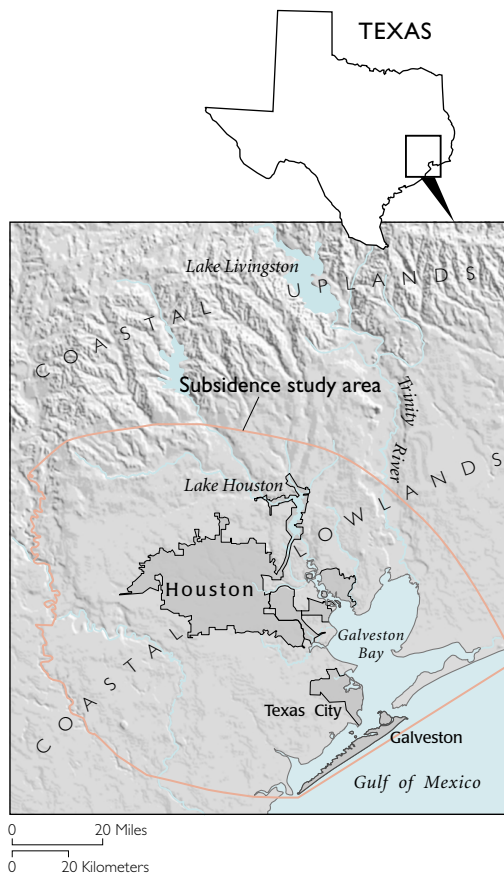 TEXAS
Lake Livingston
COASTAL UPLANDS
Subsidence study area
Trinity River
Lake Houston
COASTAL LOWLANDS
Houston
Galveston
Bay
Texas City
Galveston
Gulf of Mexico
0 20 Miles
0 20 Kilometers